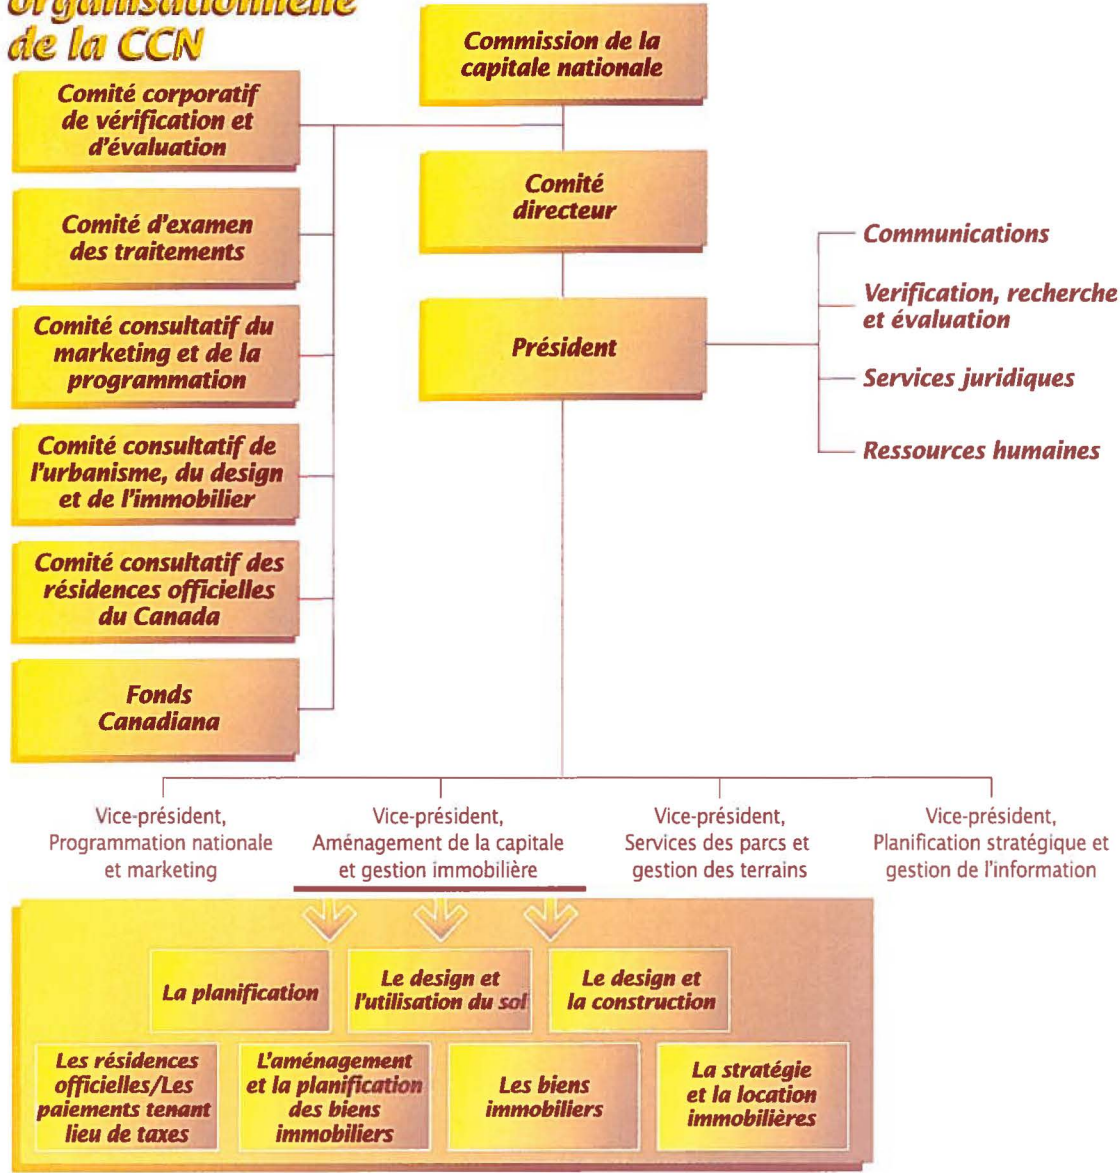 organisationnelle
de la CCN
Commission de la
capitale nationale
Comité corporatif
de vérification et
d'évaluation
Comité
directeur
Comité d'examen
des traitements
Communications
Verification, recherche
et évaluation
Services juridiques
Ressources humaines
Président
Comité consultatif du
marketing et de la
programmation
Comité consultatif de
l'urbanisme, du design
et de l'immobilier
Comité consultatif des
résidences officielles
du Canada
Fonds
Canadiana
Vice-président,
Programmation nationale
et marketing
Vice-président,
Aménagement de la capitale
et gestion immobilière
Vice-président,
Services des parcs et
gestion des terrains
Vice-président,
Planification stratégique et
gestion de l'information
La planification
Le design et
l'utilisation du sol
Le design et
la construction
Les résidences
officielles/Les
paiements tenant
lieu de taxes
L'aménagement
et la planification
des biens
immobiliers
Les biens
immobiliers
La stratégie
et la location
immobilières